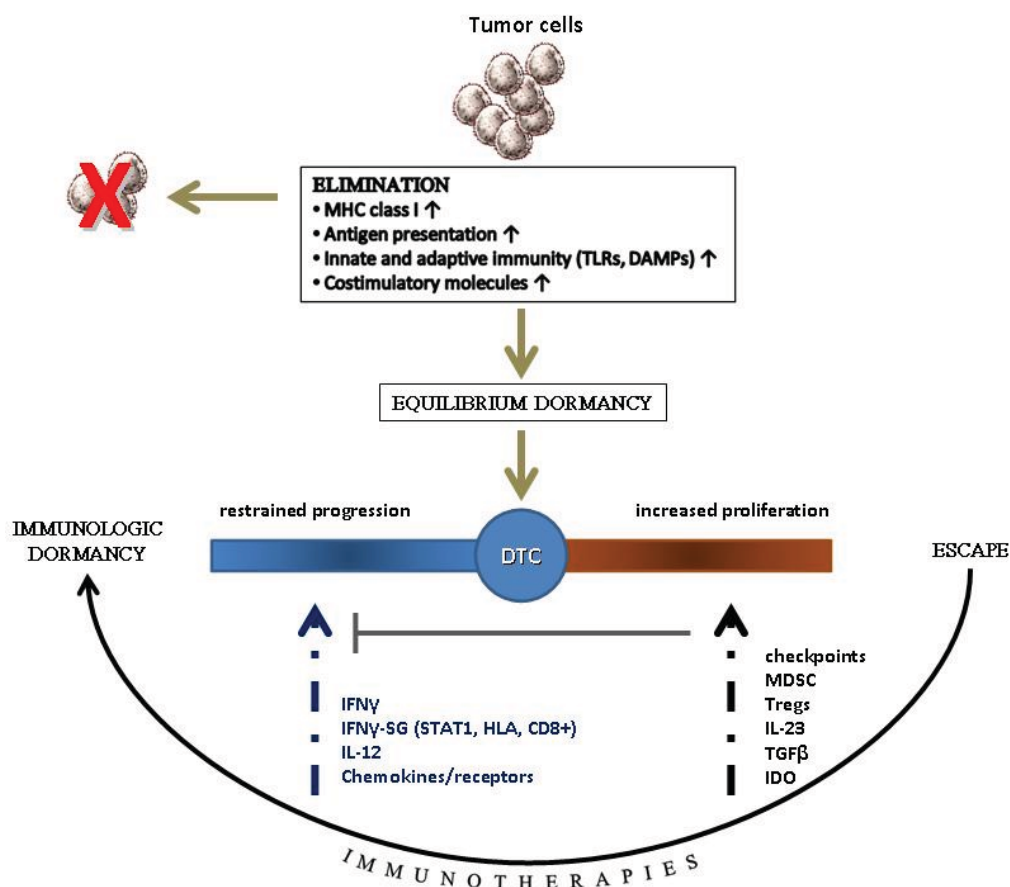 Tumor cells
X
ELIMINATION
• MHC class I ↑
• Antigen presentation ↑
• Innate and adaptive immunity (TLRs, DAMPs) ↑
• Costimulatory molecules ↑
EQUILIBRIUM DORMANCY
restrained progression
increased proliferation
IMMUNOLOGIC
DORMANCY
DTC
ESCAPE
IFNγ
IFNγ-SG (STAT1, HLA, CD8+)
IL-12
Chemokines/receptors
checkpoints
MDSC
Tregs
IL-23
TGFβ
IDO
IMMUNOTHERAPIES